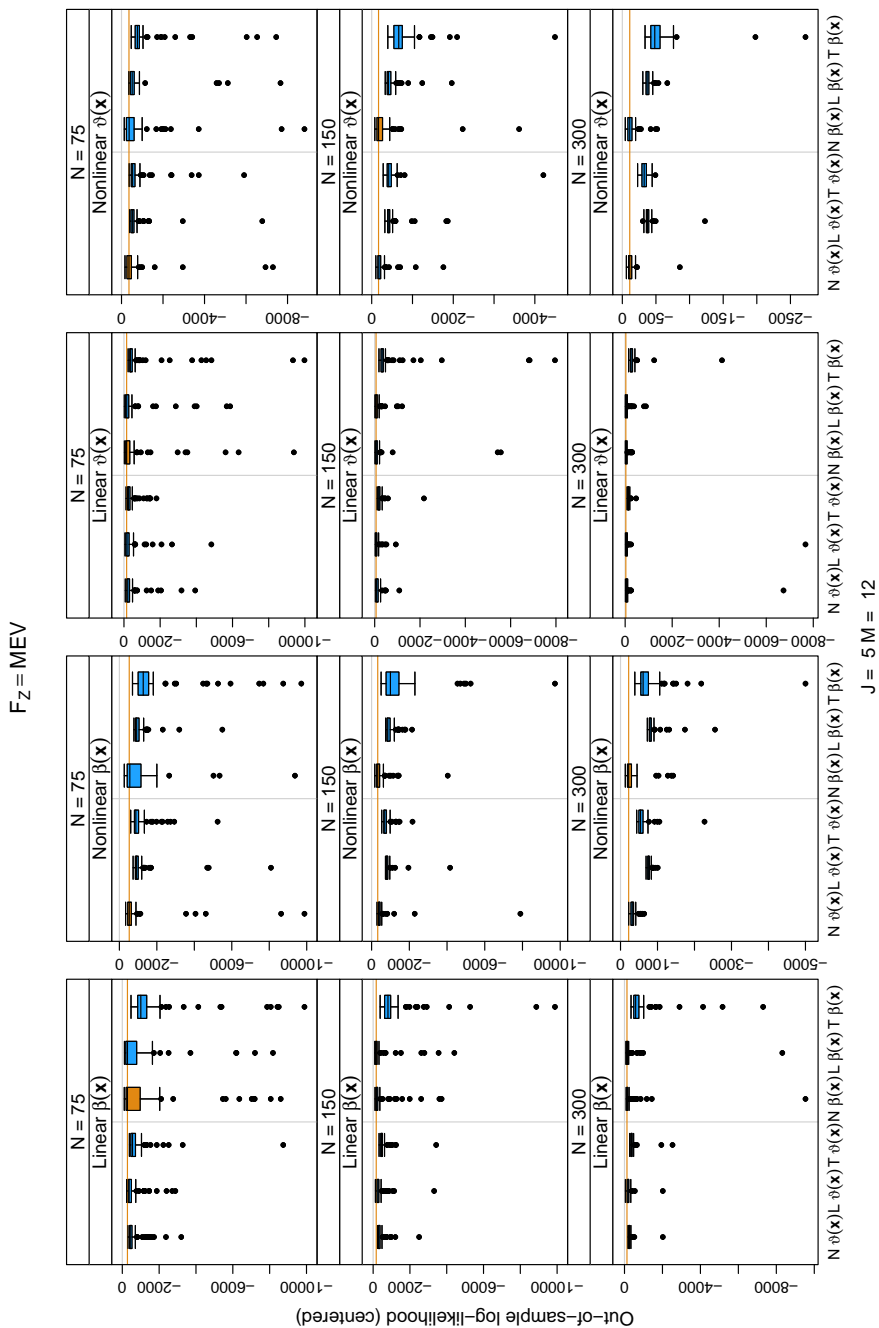 F_Z = MEV
N = 75
N = 75
N = 75
N = 75
Linear β(x)
Nonlinear β(x)
Linear ϑ(x)
Nonlinear ϑ(x)
0
−2000
−6000
−10000
0
−2000
−6000
−10000
0
−2000
−6000
−10000
0
−4000
−8000
N = 150
N = 150
N = 150
N = 150
Linear β(x)
Nonlinear β(x)
Linear ϑ(x)
Nonlinear ϑ(x)
0
−2000
−6000
−10000
0
−2000
−6000
−10000
0
−2000
−4000
−6000
−8000
0
−2000
−4000
N = 300
N = 300
N = 300
N = 300
Linear β(x)
Nonlinear β(x)
Linear ϑ(x)
Nonlinear ϑ(x)
0
−4000
−8000
0
−1000
−3000
−5000
0
−2000
−4000
−6000
−8000
0
−500
−1500
−2500
Out−of−sample log−likelihood (centered)
N ϑ(x) L ϑ(x) T ϑ(x) N β(x) L β(x) T β(x)
N ϑ(x) L ϑ(x) T ϑ(x) N β(x) L β(x) T β(x)
N ϑ(x) L ϑ(x) T ϑ(x) N β(x) L β(x) T β(x)
N ϑ(x) L ϑ(x) T ϑ(x) N β(x) L β(x) T β(x)
J = 5 M = 12